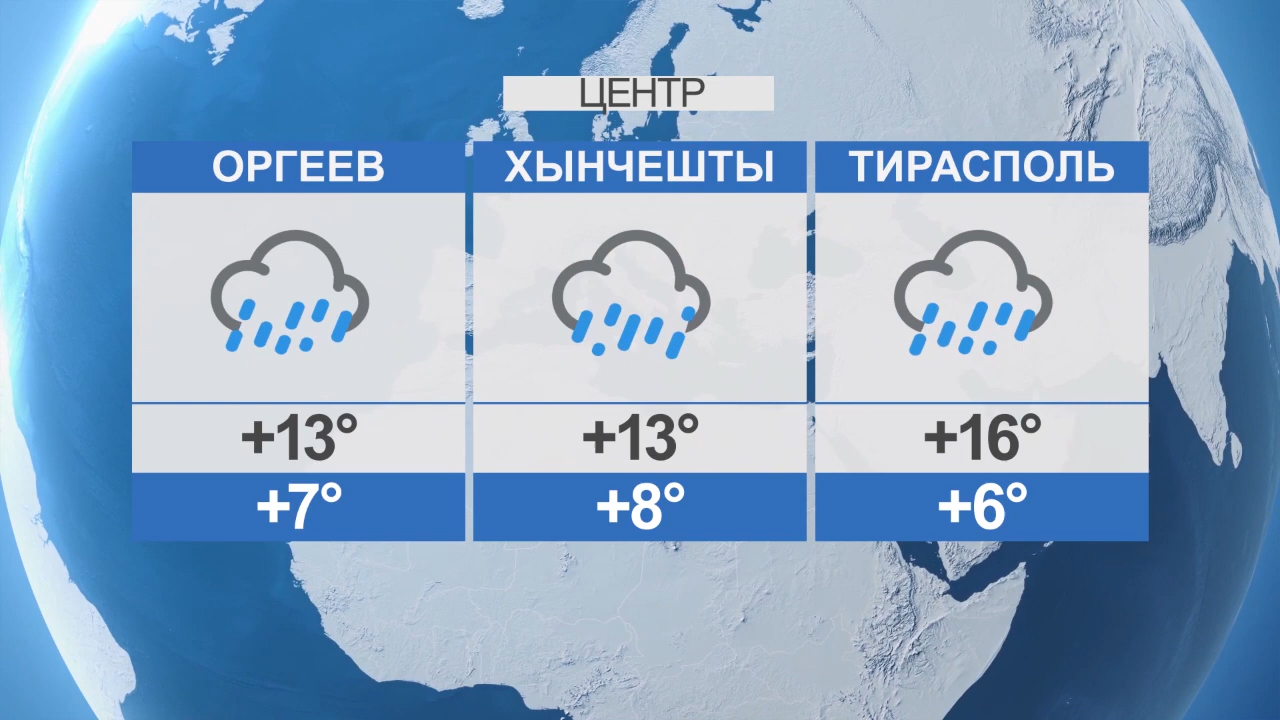 ЦЕНТР
ОРГЕЕВ
+13°
+7°
ХЫНЧЕШТЫ
+13°
+8°
ТИРАСПОЛЬ
+16°
+6°